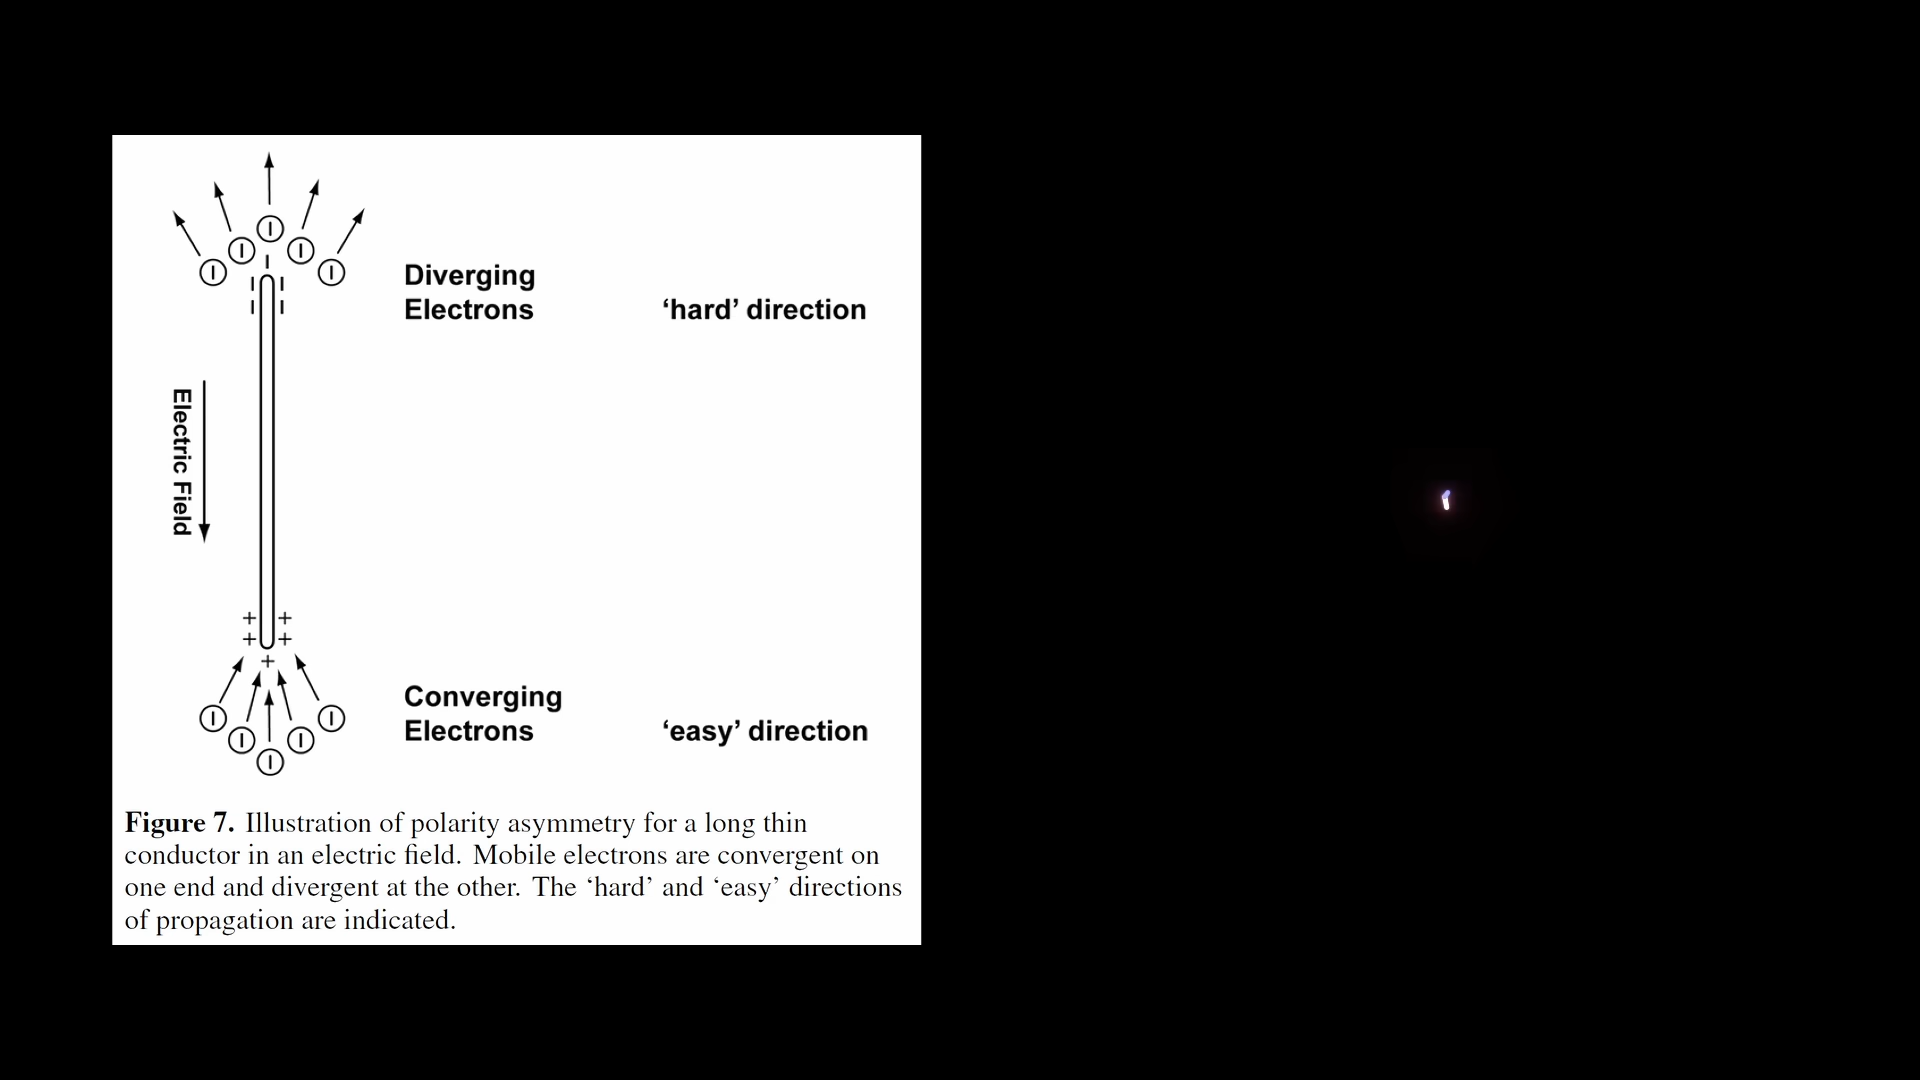 Diverging
Electrons
‘hard’ direction
Electric Field
Converging
Electrons
‘easy’ direction
Figure 7. Illustration of polarity asymmetry for a long thin
conductor in an electric field. Mobile electrons are convergent on
one end and divergent at the other. The ‘hard’ and ‘easy’ directions
of propagation are indicated.